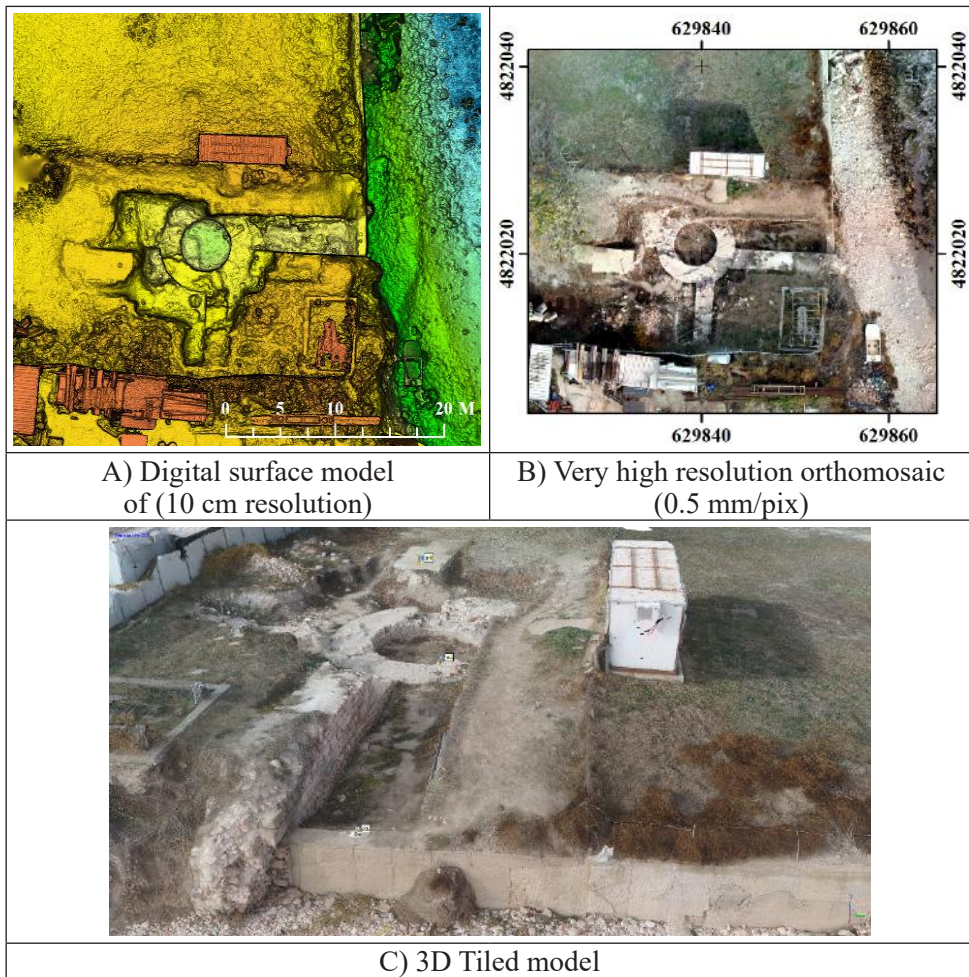 629840 629860
4822040
4822040
4822020
4822020
0 5 10 20 M
629840 629860
A) Digital surface model
of (10 cm resolution)
B) Very high resolution orthomosaic
(0.5 mm/pix)
C) 3D Tiled model